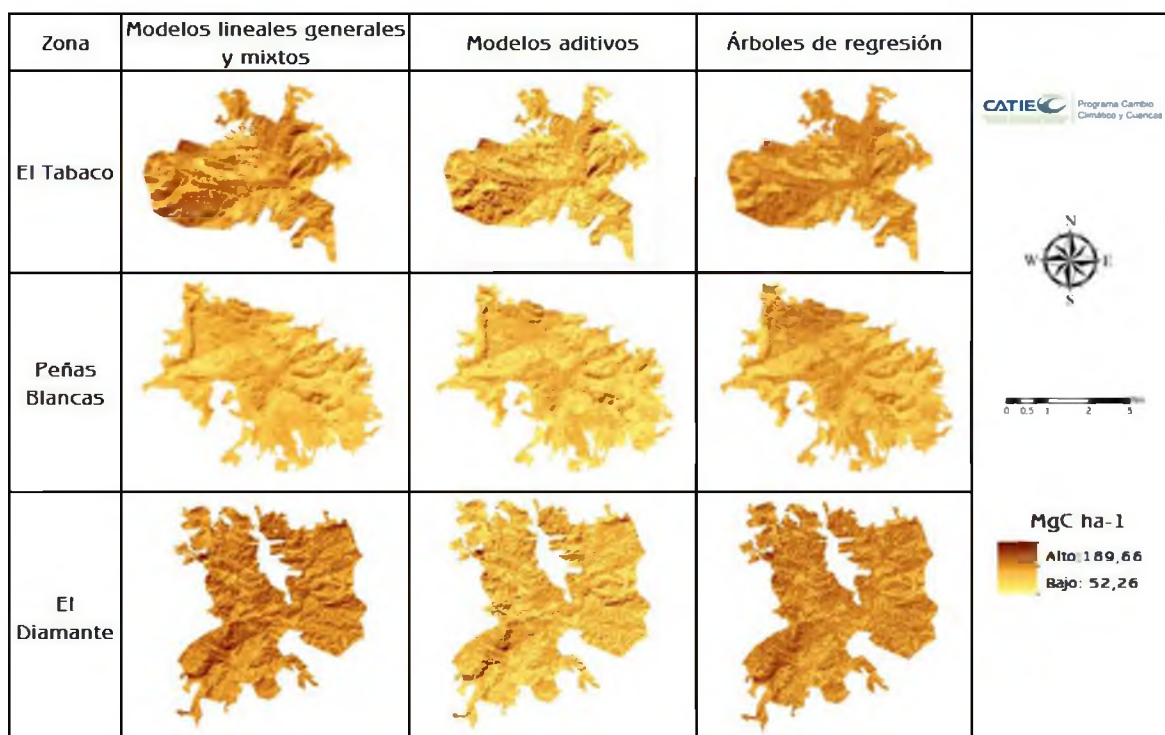 Zona
Modelos lineales generales
y mixtos
Modelos aditivos
Árboles de regresión
El Tabaco
Peñas
Blancas
El
Diamante
CATIE
Programa Cambio
Climático y Cuencas
N
W
E
S
0 0.5 1 2 3
MgC ha-1
Alto: 189,66
Bajo: 52,26